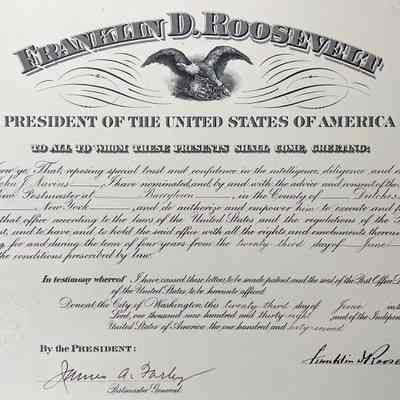 FRANKLIN D. ROOSEVELT,
PRESIDENT OF THE UNITED STATES OF AMERICA
TO ALL TO WHOM THESE PRESENTS SHALL COME, GREETING:
ow ye That, reposing special trust and confidence in the intelligence, diligence and
John J. I have nominated, and by and with the advice and consent of the
Postmaster at in the County of Dutches
New York, and do authorize and empower him to execute and
that office according to the laws of the United States and the regulations of the
ent, and to have and to hold the said office with all the rights and emoluments
g, for and during the term of four years from the twenty third day of June
the conditions prescribed by law.
In testimony whereof I have caused these letters to be made patent, and the seal of the Post Office De
of the United States, to be hereunto affixed.
Done at the City of Washington, this twenty third day of June
Lord, one thousand nine hundred and thirty-eight and of the Indepen
United States of America the one hundred and sixty-second
By the PRESIDENT:
James A. Farley
Postmaster General.
Franklin D. Roose